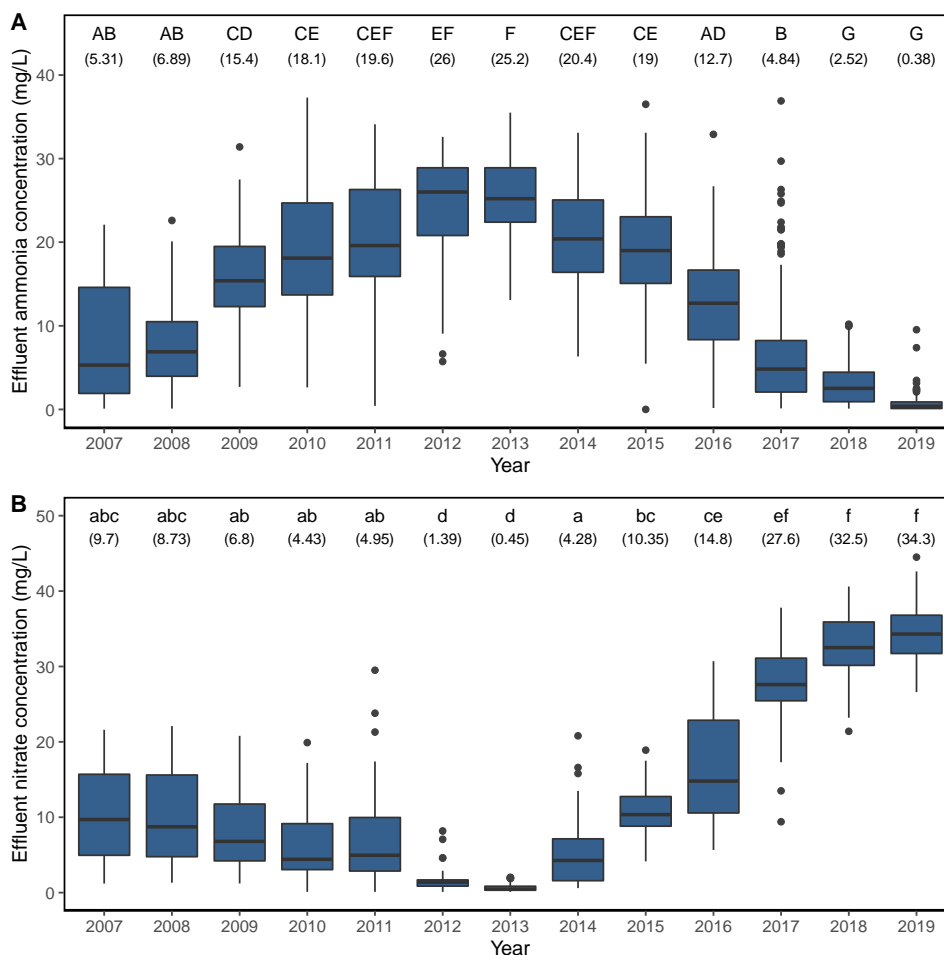 A
AB AB CD CE CEF EF F CEF CE AD B G G
(5.31) (6.89) (15.4) (18.1) (19.6) (26) (25.2) (20.4) (19) (12.7) (4.84) (2.52) (0.38)
Effluent ammonia concentration (mg/L)
40
30
20
10
0
2007 2008 2009 2010 2011 2012 2013 2014 2015 2016 2017 2018 2019
Year
B
abc abc ab ab ab d d a bc ce ef f f
(9.7) (8.73) (6.8) (4.43) (4.95) (1.39) (0.45) (4.28) (10.35) (14.8) (27.6) (32.5) (34.3)
Effluent nitrate concentration (mg/L)
50
40
30
20
10
0
2007 2008 2009 2010 2011 2012 2013 2014 2015 2016 2017 2018 2019
Year